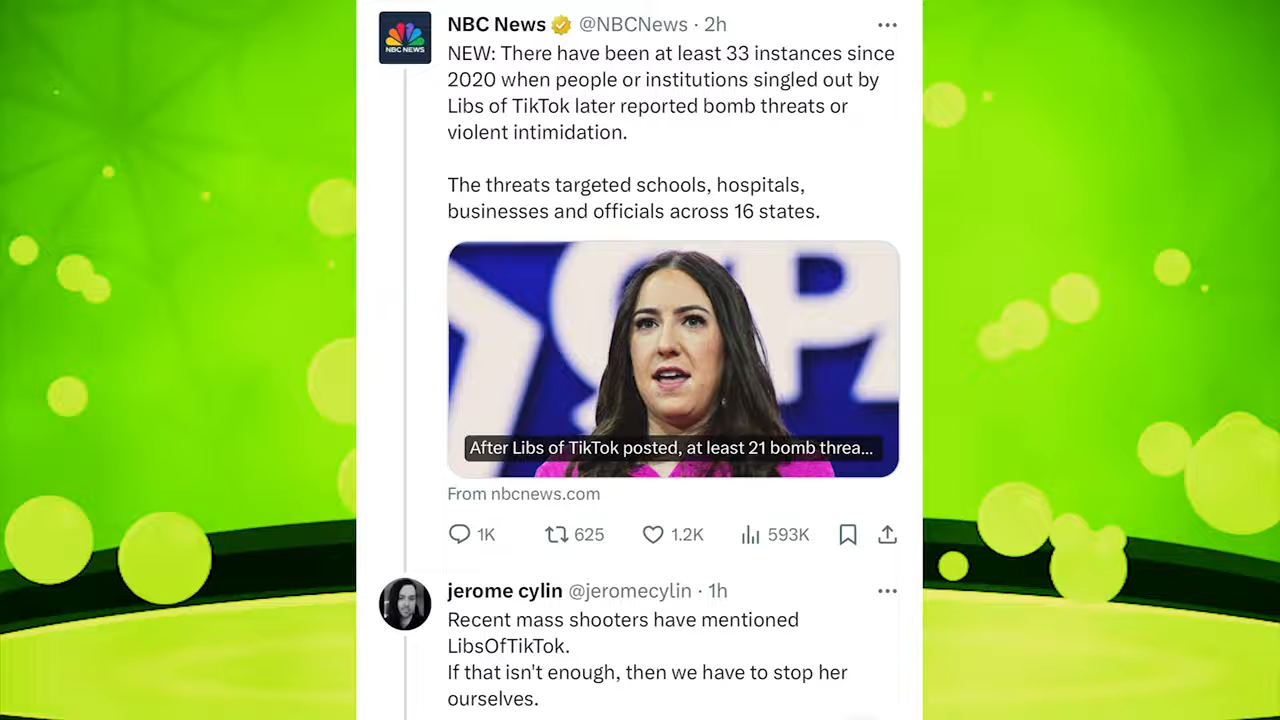 NBC News @NBCNews · 2h
NEW: There have been at least 33 instances since
2020 when people or institutions singled out by
Libs of TikTok later reported bomb threats or
violent intimidation.
The threats targeted schools, hospitals,
businesses and officials across 16 states.
NBC NEWS
CPA
After Libs of TikTok posted, at least 21 bomb threa...
From nbcnews.com
1K 625 1.2K 593K
jerome cylin @jeromecylin · 1h
Recent mass shooters have mentioned
LibsOfTikTok.
If that isn't enough, then we have to stop her
ourselves.